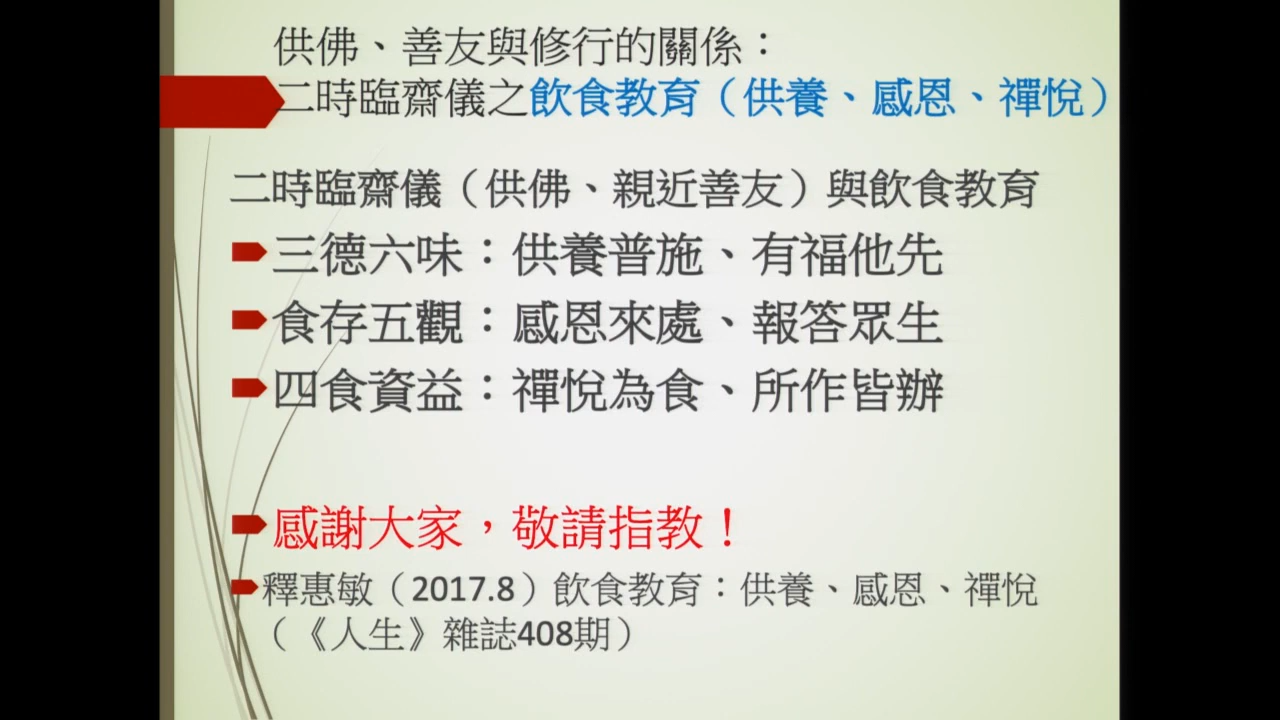 供佛、善友與修行的關係：
二時臨齋儀之飲食教育（供養、感恩、禪悅）
二時臨齋儀（供佛、親近善友）與飲食教育
三德六味：供養普施、有福他先
食存五觀：感恩來處、報答眾生
四食資益：禪悅為食、所作皆辦
感謝大家，敬請指教！
釋惠敏（2017.8）飲食教育：供養、感恩、禪悅
（《人生》雜誌408期）